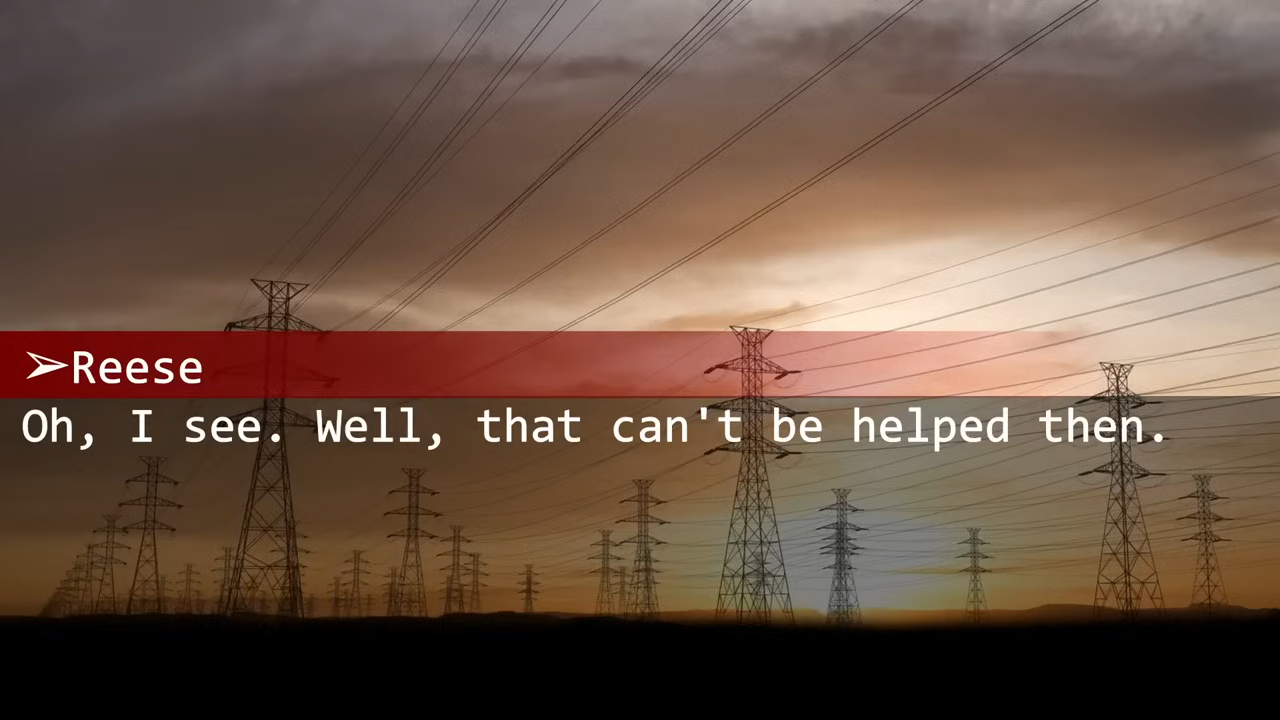 ➢Reese
Oh, I see. Well, that can't be helped then.